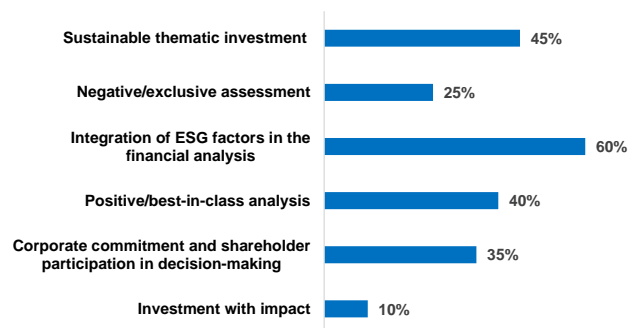 Sustainable thematic investment 45%
Negative/exclusive assessment 25%
Integration of ESG factors in the
financial analysis 60%
Positive/best-in-class analysis 40%
Corporate commitment and shareholder
participation in decision-making 35%
Investment with impact 10%